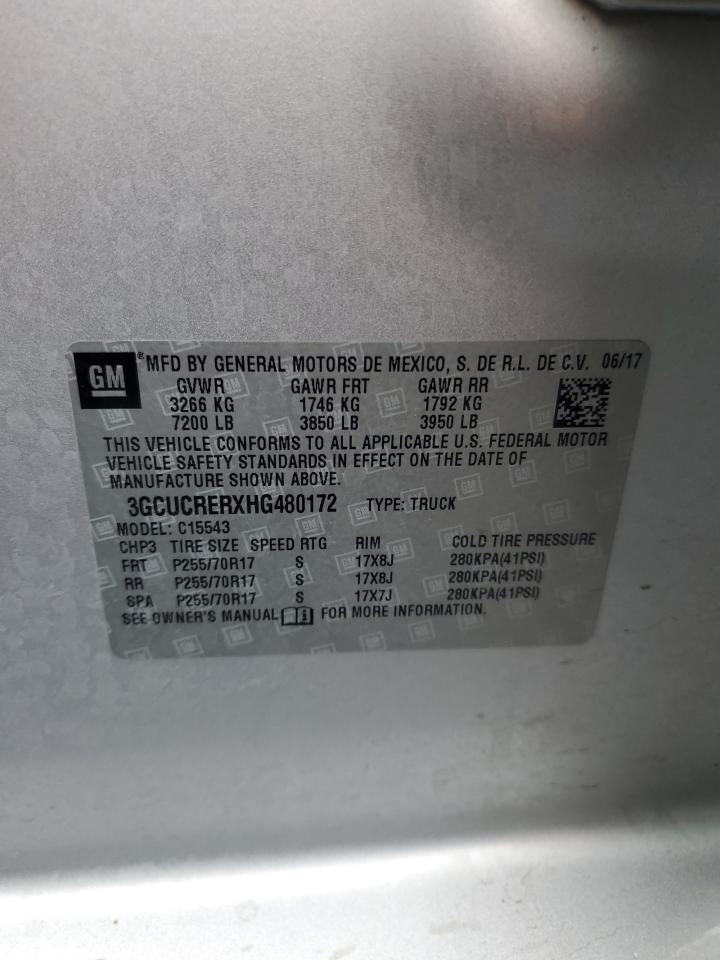 GM ® MFD BY GENERAL MOTORS DE MEXICO, S. DE R.L. DE C.V. 06/17
GVWR GAWR FRT GAWR RR
3266 KG 1746 KG 1792 KG
7200 LB 3850 LB 3950 LB
THIS VEHICLE CONFORMS TO ALL APPLICABLE U.S. FEDERAL MOTOR
VEHICLE SAFETY STANDARDS IN EFFECT ON THE DATE OF
MANUFACTURE SHOWN ABOVE.
3GCUCRERXHG480172 TYPE: TRUCK
MODEL: C15543
CHP3 TIRE SIZE SPEED RTG RIM COLD TIRE PRESSURE
FRT P255/70R17 S 17X8J 280KPA(41PSI)
RR P255/70R17 S 17X8J 280KPA(41PSI)
SPA P255/70R17 S 17X7J 280KPA(41PSI)
SEE OWNER'S MANUAL i FOR MORE INFORMATION.